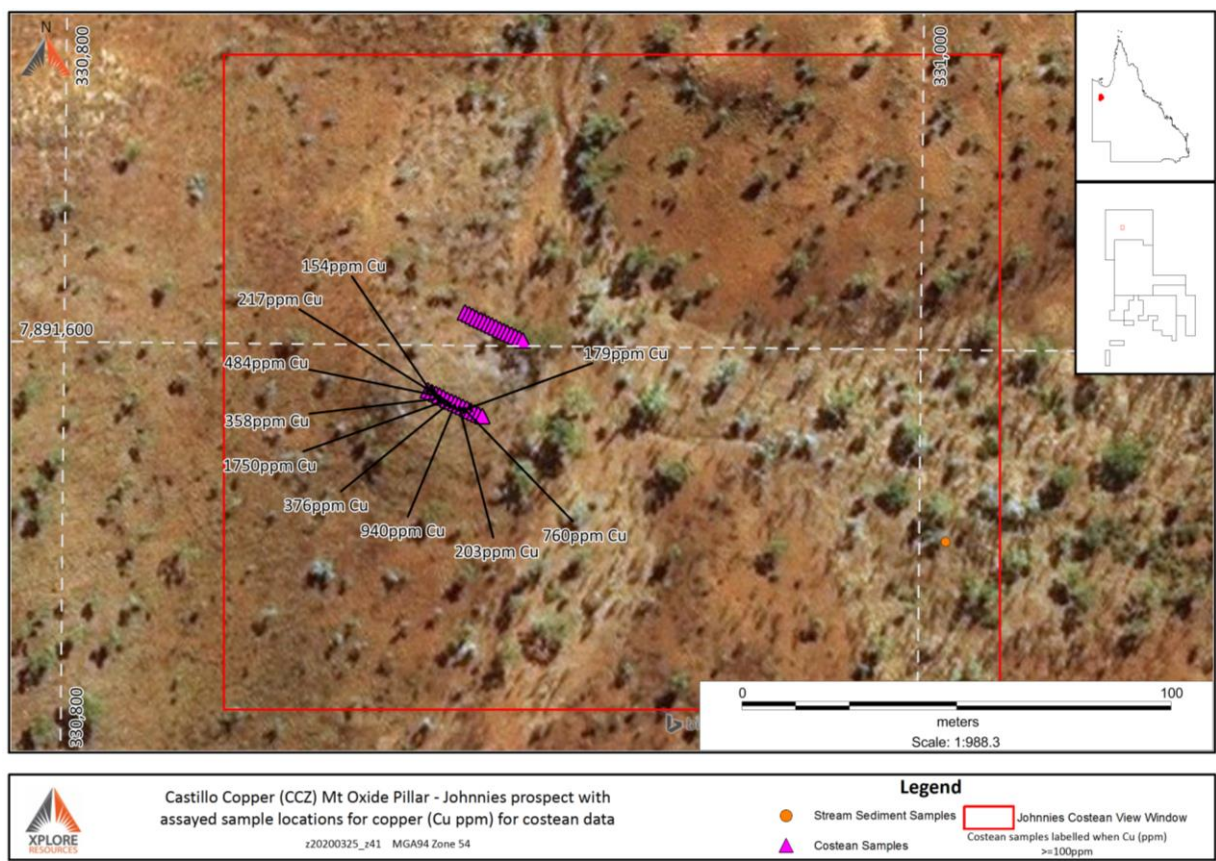 N
330,800
331,000
154ppm Cu
217ppm Cu
7,891,600
484ppm Cu
179ppm Cu
358ppm Cu
1750ppm Cu
376ppm Cu
940ppm Cu
760ppm Cu
203ppm Cu
330,800
0
100
meters
Scale: 1:988.3
XPLORE
RESOURCES
Castillo Copper (CCZ) Mt Oxide Pillar - Johnnies prospect with
assayed sample locations for copper (Cu ppm) for costean data
z20200325_z41 MGA94 Zone 54
Legend
Stream Sediment Samples
Johnnies Costean View Window
Costean Samples
Costean samples labelled when Cu (ppm)
>=100ppm